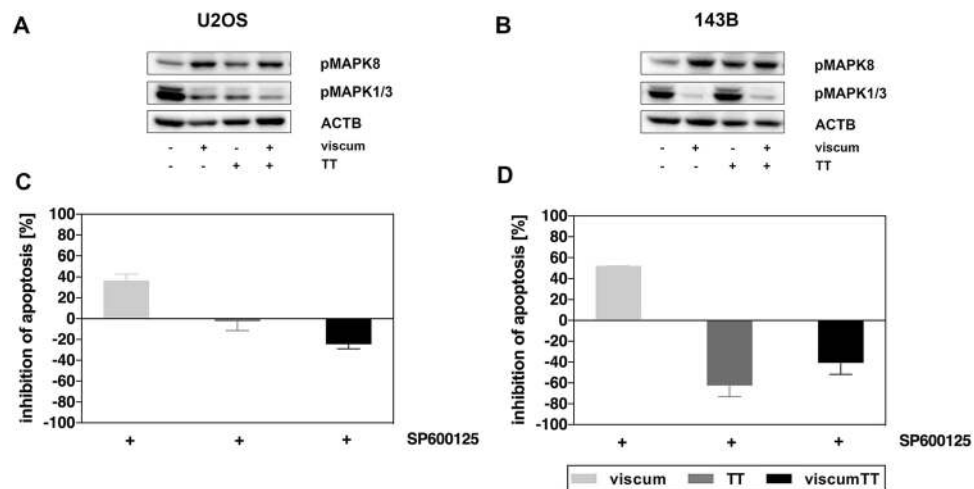 A
U2OS
pMAPK8
pMAPK1/3
ACTB
- + - + viscum
- - + + TT
B
143B
pMAPK8
pMAPK1/3
ACTB
- + - + viscum
- - + + TT
C
inhibition of apoptosis [%]
100
80
60
40
20
0
-20
-40
-60
-80
-100
+ + + SP600125
D
inhibition of apoptosis [%]
100
80
60
40
20
0
-20
-40
-60
-80
-100
+ + + SP600125
viscum TT viscumTT